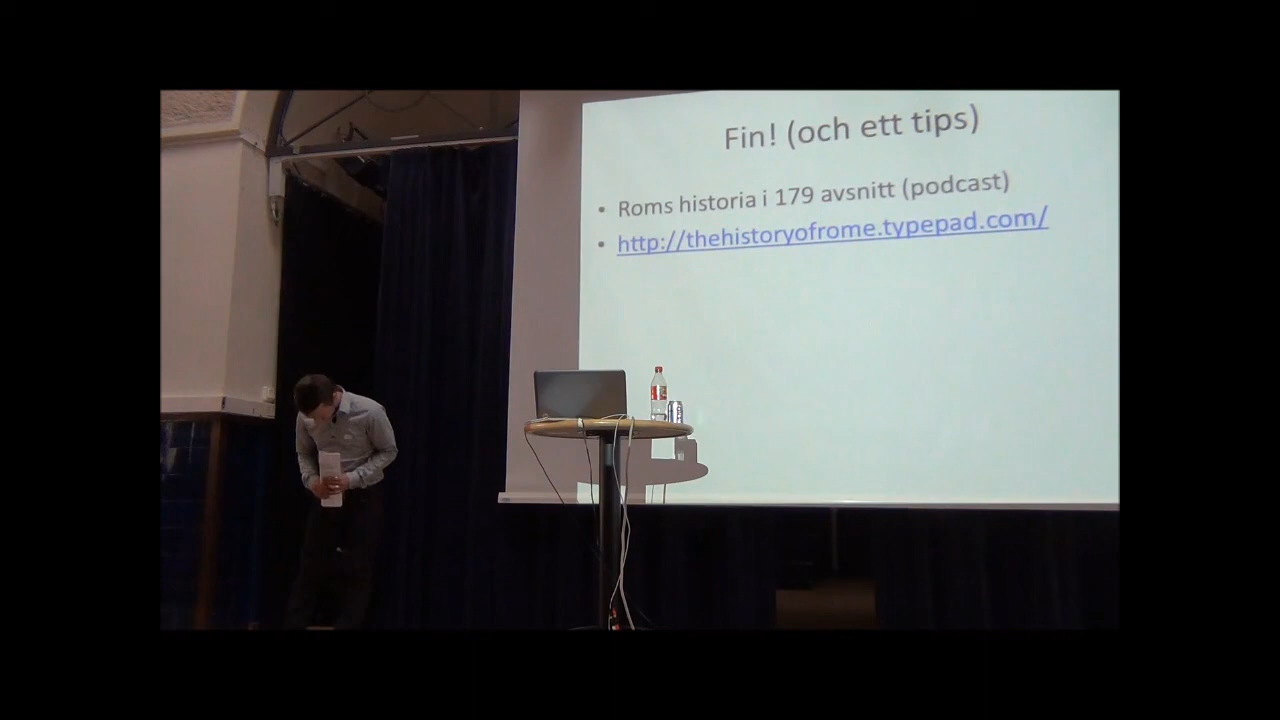 Fin! (och ett tips)
• Roms historia i 179 avsnitt (podcast)
• http://thehistoryofrome.typepad.com/